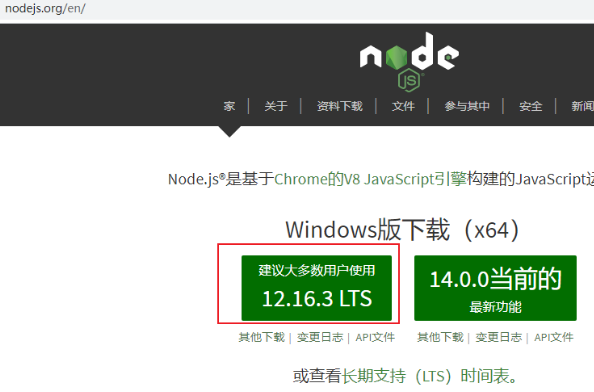 nodejs.org/en/
node
JS
家 | 关于 | 资料下载 | 文件 | 参与其中 | 安全 | 新闻
Node.js®是基于Chrome的V8 JavaScript引擎构建的JavaScript运
Windows版下载（x64）
建议大多数用户使用
12.16.3 LTS
14.0.0当前的
最新功能
其他下载 | 变更日志 | API文件
其他下载 | 变更日志 | API文件
或查看长期支持（LTS）时间表。